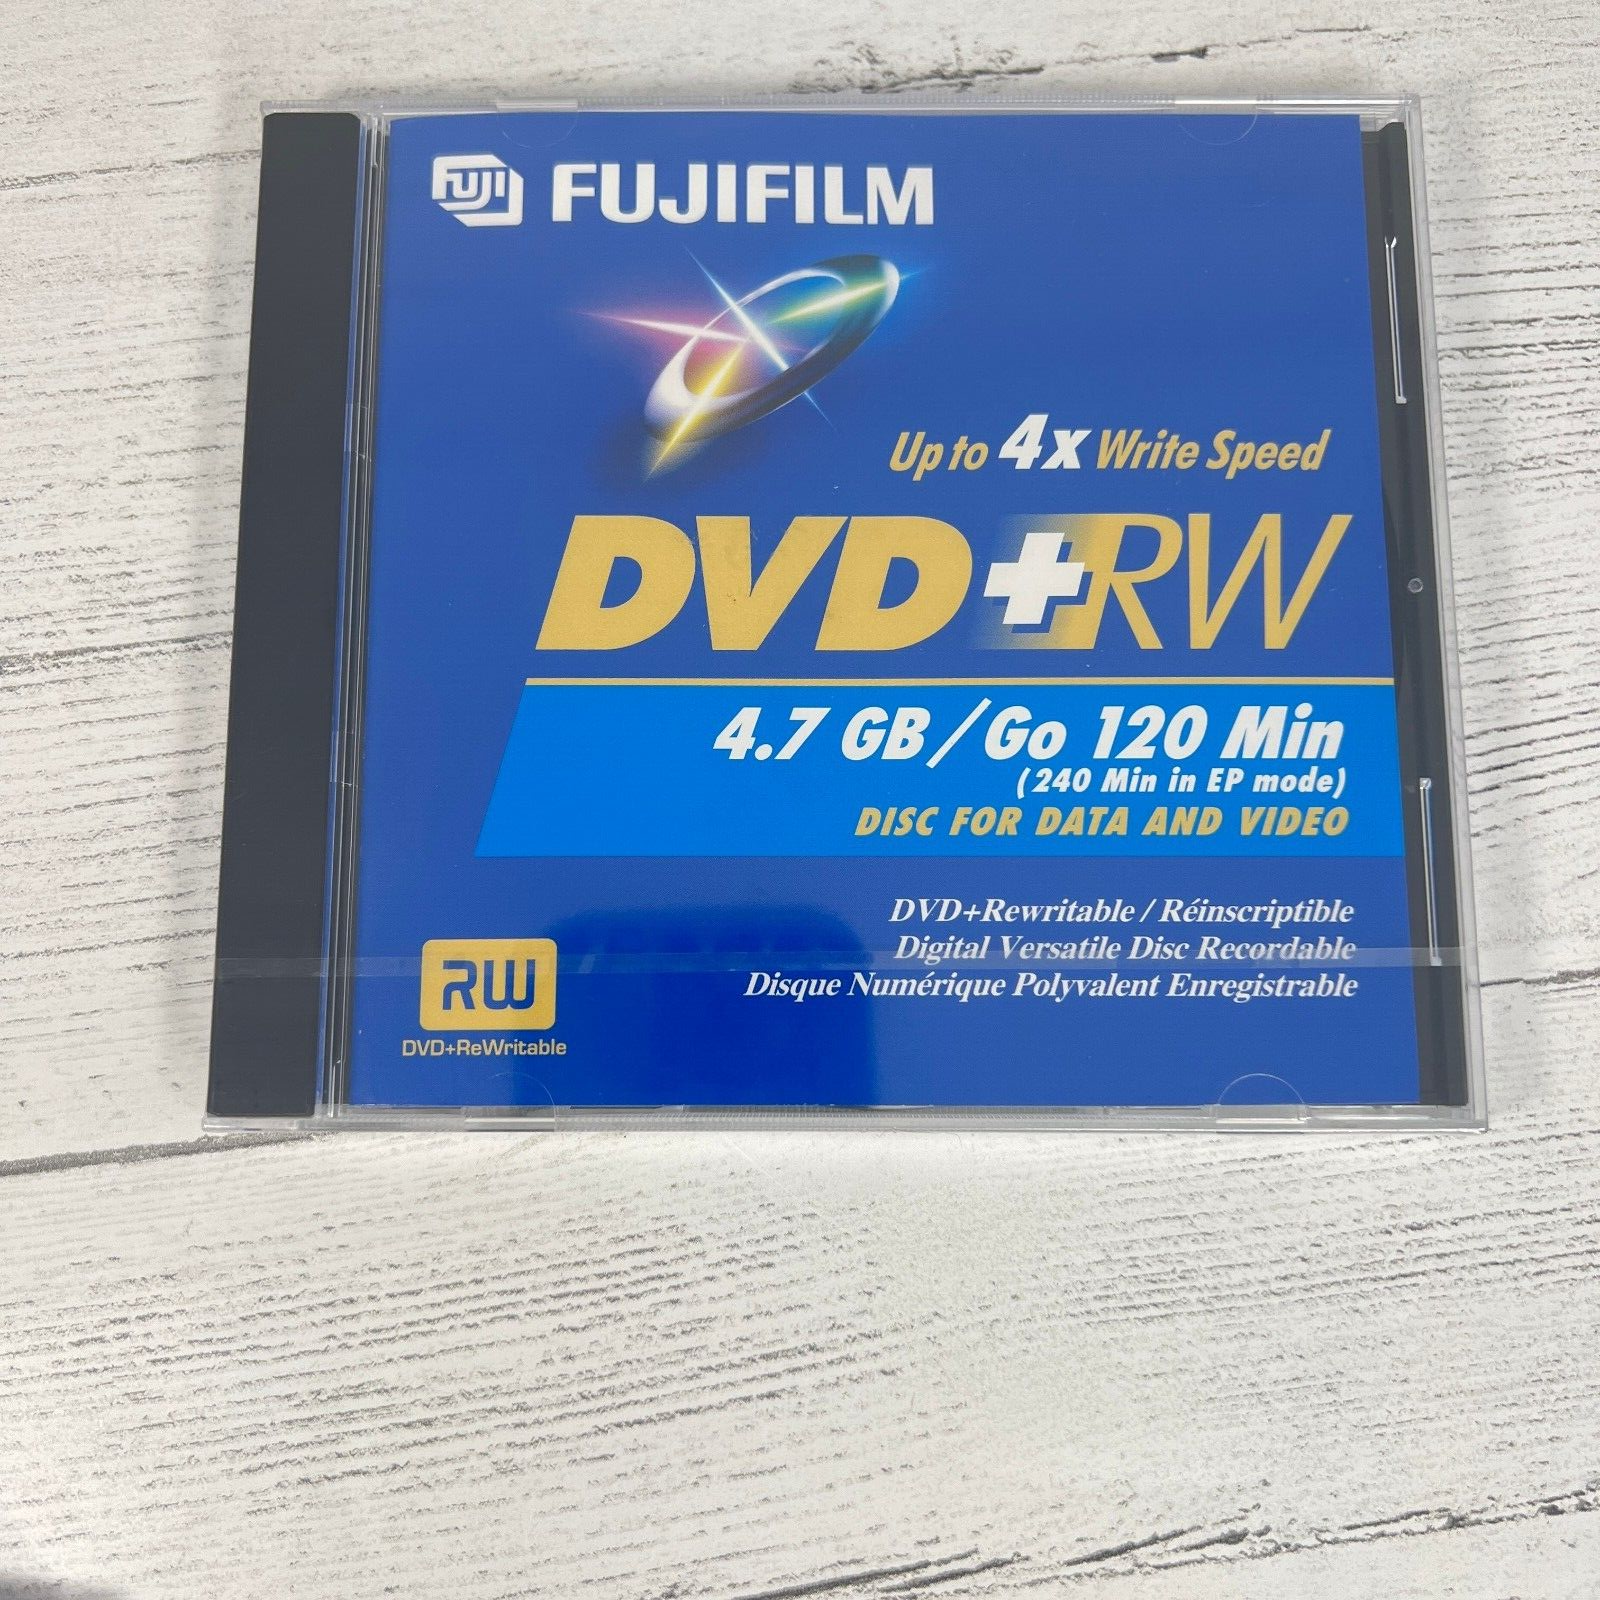 FUJI FUJIFILM
Up to 4x Write Speed
DVD+RW
4.7 GB/Go 120 Min
(240 Min in EP mode)
DISC FOR DATA AND VIDEO
DVD+Rewritable / Réinscriptible
Digital Versatile Disc Recordable
Disque Numérique Polyvalent Enregistrable
RW
DVD+ReWritable